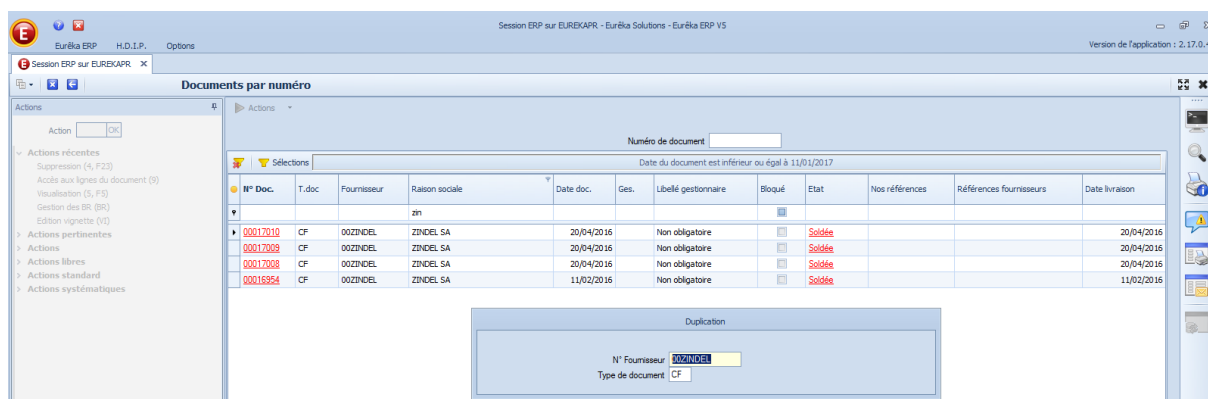 Session ERP sur EUREKAPR - Eurêka Solutions - Eurêka ERP V5
E
Eurêka ERP H.D.I.P. Options
Version de l'application : 2.17.0.
E Session ERP sur EUREKAPR X
Documents par numéro
Actions
Actions
Action OK
Numéro de document
Actions récentes
Suppression (4, F23)
Accès aux lignes du document (9)
Visualisation (5, F5)
Gestion des BR (BR)
Edition vignette (VI)
Actions pertinentes
Actions
Actions libres
Actions standard
Actions systématiques
Sélections Date du document est inférieur ou égal à 11/01/2017
N° Doc. T.doc Fournisseur Raison sociale Date doc. Ges. Libellé gestionnaire Bloqué Etat Nos références Références fournisseurs Date livraison
zin
00017010 CF 00ZINDEL ZINDEL SA 20/04/2016 Non obligatoire Soldée 20/04/2016
00017009 CF 00ZINDEL ZINDEL SA 20/04/2016 Non obligatoire Soldée 20/04/2016
00017008 CF 00ZINDEL ZINDEL SA 20/04/2016 Non obligatoire Soldée 20/04/2016
00016954 CF 00ZINDEL ZINDEL SA 11/02/2016 Non obligatoire Soldée 11/02/2016
Duplication
N° Fournisseur 00ZINDEL
Type de document CF